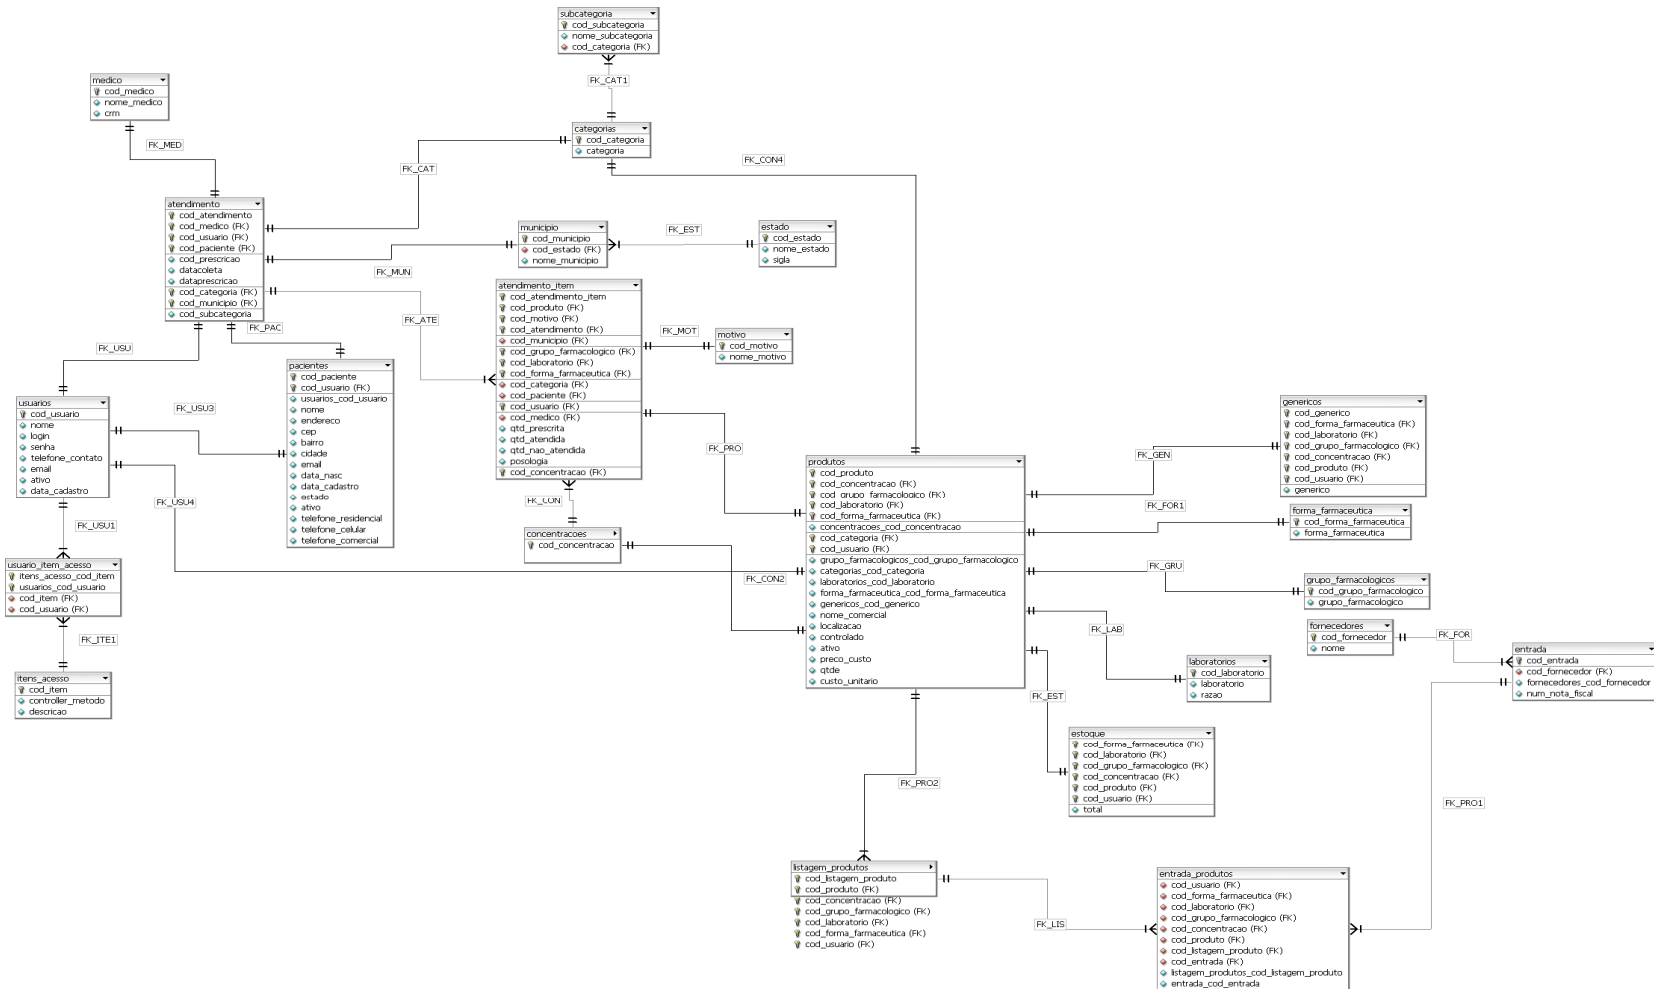 subcategoria
cod_subcategoria
nome_subcategoria
cod_categoria (FK)
FK_CAT1
medico
cod_medico
nome_medico
crm
FK_MED
categorias
cod_categoria
categoria
FK_CAT
FK_CON4
atendimento
cod_atendimento
cod_medico (FK)
cod_usuario (FK)
cod_paciente (FK)
cod_prescricao
datacoleta
dataprescricao
cod_categoria (FK)
cod_municipio (FK)
cod_subcategoria
municipio
cod_municipio
cod_estado (FK)
nome_municipio
FK_EST
estado
cod_estado
nome_estado
sigla
FK_MUN
FK_ATE
FK_PAC
FK_USU
atendimento_item
cod_atendimento_item
cod_produto (FK)
cod_motivo (FK)
cod_atendimento (FK)
cod_municipio (FK)
cod_grupo_farmacologico (FK)
cod_laboratorio (FK)
cod_forma_farmaceutica (FK)
cod_categoria (FK)
cod_paciente (FK)
cod_usuario (FK)
cod_medico (FK)
qtd_prescrita
qtd_atendida
qtd_nao_atendida
posologia
cod_concentracao (FK)
FK_MOT
motivo
cod_motivo
nome_motivo
pacientes
cod_paciente
cod_usuario (FK)
usuarios_cod_usuario
nome
endereco
cep
bairro
cidade
email
data_nasc
data_cadastro
estado
ativo
telefone_residencial
telefone_celular
telefone_comercial
usuarios
cod_usuario
nome
login
senha
telefone_contato
email
ativo
data_cadastro
FK_USU3
FK_USU4
FK_USU1
FK_PRO
FK_CON
concentracoes
cod_concentracao
FK_CON2
usuario_item_acesso
itens_acesso_cod_item
usuarios_cod_usuario
cod_item (FK)
cod_usuario (FK)
FK_ITE1
itens_acesso
cod_item
controller_metodo
descricao
produtos
cod_produto
cod_concentracao (FK)
cod_grupo_farmacologico (FK)
cod_laboratorio (FK)
cod_forma_farmaceutica (FK)
concentracoes_cod_concentracao
cod_categoria (FK)
cod_usuario (FK)
grupo_farmacologicos_cod_grupo_farmacologico
categorias_cod_categoria
laboratorios_cod_laboratorio
forma_farmaceutica_cod_forma_farmaceutica
genericos_cod_generico
nome_comercial
localizacao
controlado
ativo
preco_custo
qtde
custo_unitario
genericos
cod_generico
cod_forma_farmaceutica (FK)
cod_laboratorio (FK)
cod_grupo_farmacologico (FK)
cod_concentracao (FK)
cod_produto (FK)
cod_usuario (FK)
generico
FK_GEN
FK_FOR1
forma_farmaceutica
cod_forma_farmaceutica
forma_farmaceutica
FK_GRU
grupo_farmacologicos
cod_grupo_farmacologico
grupo_farmacologico
fornecedores
cod_fornecedor
nome
FK_FOR
entrada
cod_entrada
cod_fornecedor (FK)
fornecedores_cod_fornecedor
num_nota_fiscal
FK_LAB
laboratorios
cod_laboratorio
laboratorio
razao
FK_EST
estoque
cod_forma_farmaceutica (FK)
cod_laboratorio (FK)
cod_grupo_farmacologico (FK)
cod_concentracao (FK)
cod_produto (FK)
cod_usuario (FK)
total
FK_PRO2
FK_PRO1
listagem_produtos
cod_listagem_produto
cod_produto (FK)
cod_concentracao (FK)
cod_grupo_farmacologico (FK)
cod_laboratorio (FK)
cod_forma_farmaceutica (FK)
cod_usuario (FK)
FK_LIS
entrada_produtos
cod_usuario (FK)
cod_forma_farmaceutica (FK)
cod_laboratorio (FK)
cod_grupo_farmacologico (FK)
cod_concentracao (FK)
cod_produto (FK)
cod_listagem_produto (FK)
cod_entrada (FK)
listagem_produtos_cod_listagem_produto
entrada_cod_entrada